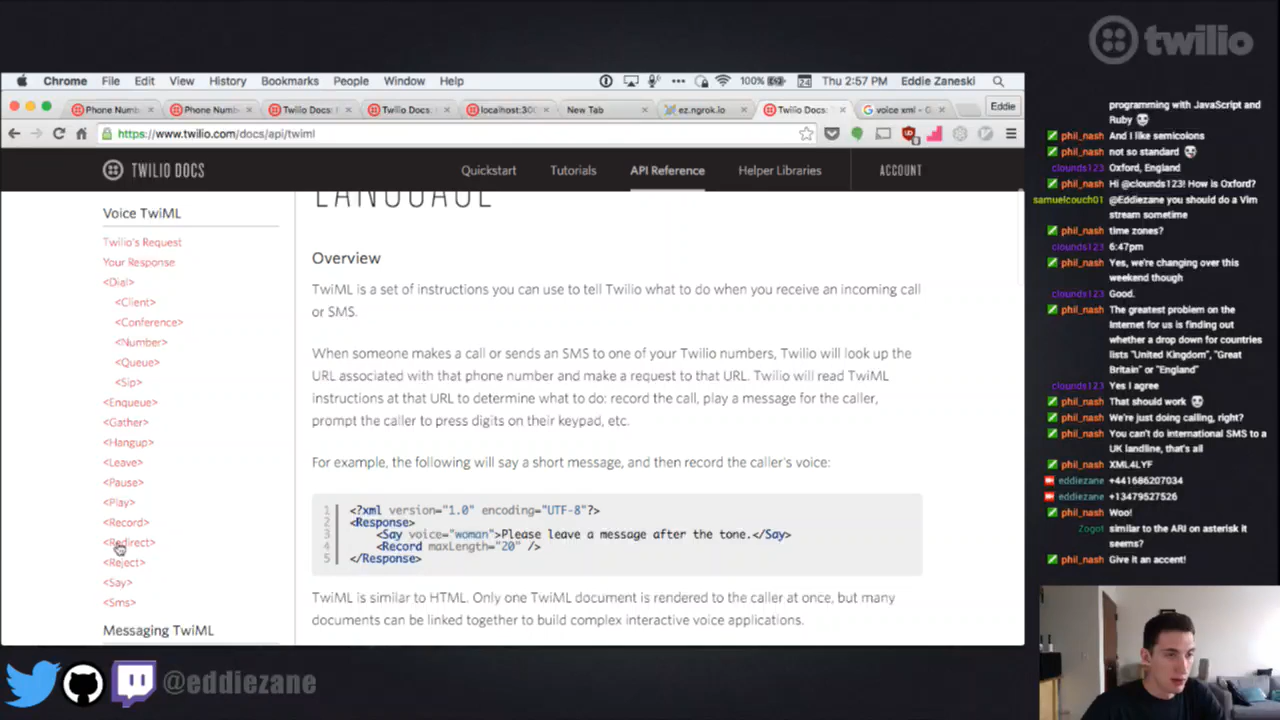 twilio
Chrome File Edit View History Bookmarks People Window Help
100% 24 Thu 2:57 PM Eddie Zaneski
Phone Numb
Phone Numb
Twilio Docs:
Twilio Docs:
localhost:300
New Tab
ez.ngrok.io
Twilio Docs:
voice xml - G
Eddie
https://www.twilio.com/docs/api/twiml
TWILIO DOCS
Quickstart Tutorials API Reference Helper Libraries ACCOUNT
Voice TwiML
Twilio's Request
Your Response
<Dial>
<Client>
<Conference>
<Number>
<Queue>
<Sip>
<Enqueue>
<Gather>
<Hangup>
<Leave>
<Pause>
<Play>
<Record>
<Redirect>
<Reject>
<Say>
<Sms>
Messaging TwiML
LANGUAGE
Overview
TwiML is a set of instructions you can use to tell Twilio what to do when you receive an incoming call
or SMS.
When someone makes a call or sends an SMS to one of your Twilio numbers, Twilio will look up the
URL associated with that phone number and make a request to that URL. Twilio will read TwiML
instructions at that URL to determine what to do: record the call, play a message for the caller,
prompt the caller to press digits on their keypad, etc.
For example, the following will say a short message, and then record the caller's voice:
1 <?xml version="1.0" encoding="UTF-8"?>
2 <Response>
3 <Say voice="woman">Please leave a message after the tone.</Say>
4 <Record maxLength="20" />
5 </Response>
TwiML is similar to HTML. Only one TwiML document is rendered to the caller at once, but many
documents can be linked together to build complex interactive voice applications.
programming with JavaScript and
Ruby
phil_nash And I like semicolons
phil_nash not so standard
clounds123 Oxford, England
phil_nash Hi @clounds123! How is Oxford?
samuelcouch01 @Eddiezane you should do a Vim
stream sometime
phil_nash time zones?
clounds123 6:47pm
phil_nash Yes, we're changing over this
weekend though
clounds123 Good.
phil_nash The greatest problem on the
Internet for us is finding out
whether a drop down for countries
lists "United Kingdom", "Great
Britain" or "England"
clounds123 Yes I agree
phil_nash That should work
phil_nash We're just doing calling, right?
phil_nash You can't do international SMS to a
UK landline, that's all
phil_nash XML4LYF
eddiezane +441686207034
eddiezane +13479527526
phil_nash Woo!
Zogot similar to the ARI on asterisk it
seems?
phil_nash Give it an accent!
@eddiezane